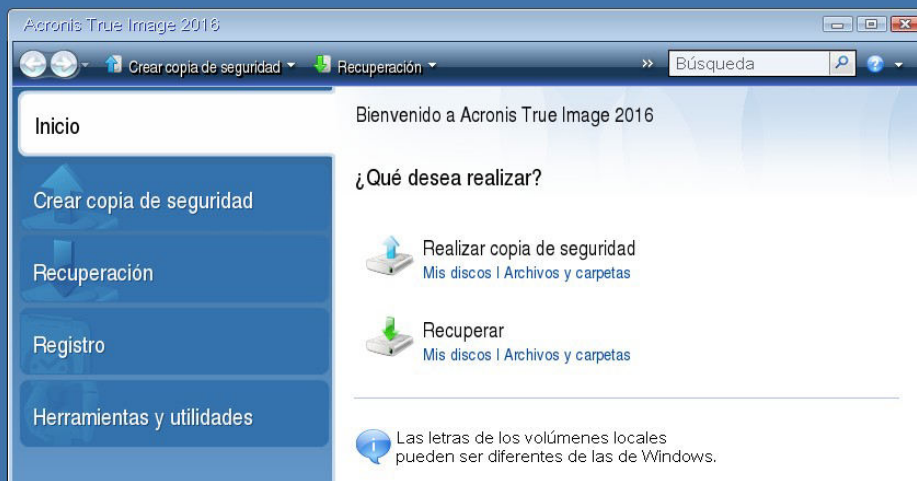 Acronis True Image 2016
Crear copia de seguridad Recuperación » Búsqueda
Inicio
Crear copia de seguridad
Recuperación
Registro
Herramientas y utilidades
Bienvenido a Acronis True Image 2016
¿Qué desea realizar?
Realizar copia de seguridad
Mis discos | Archivos y carpetas
Recuperar
Mis discos | Archivos y carpetas
Las letras de los volúmenes locales
pueden ser diferentes de las de Windows.